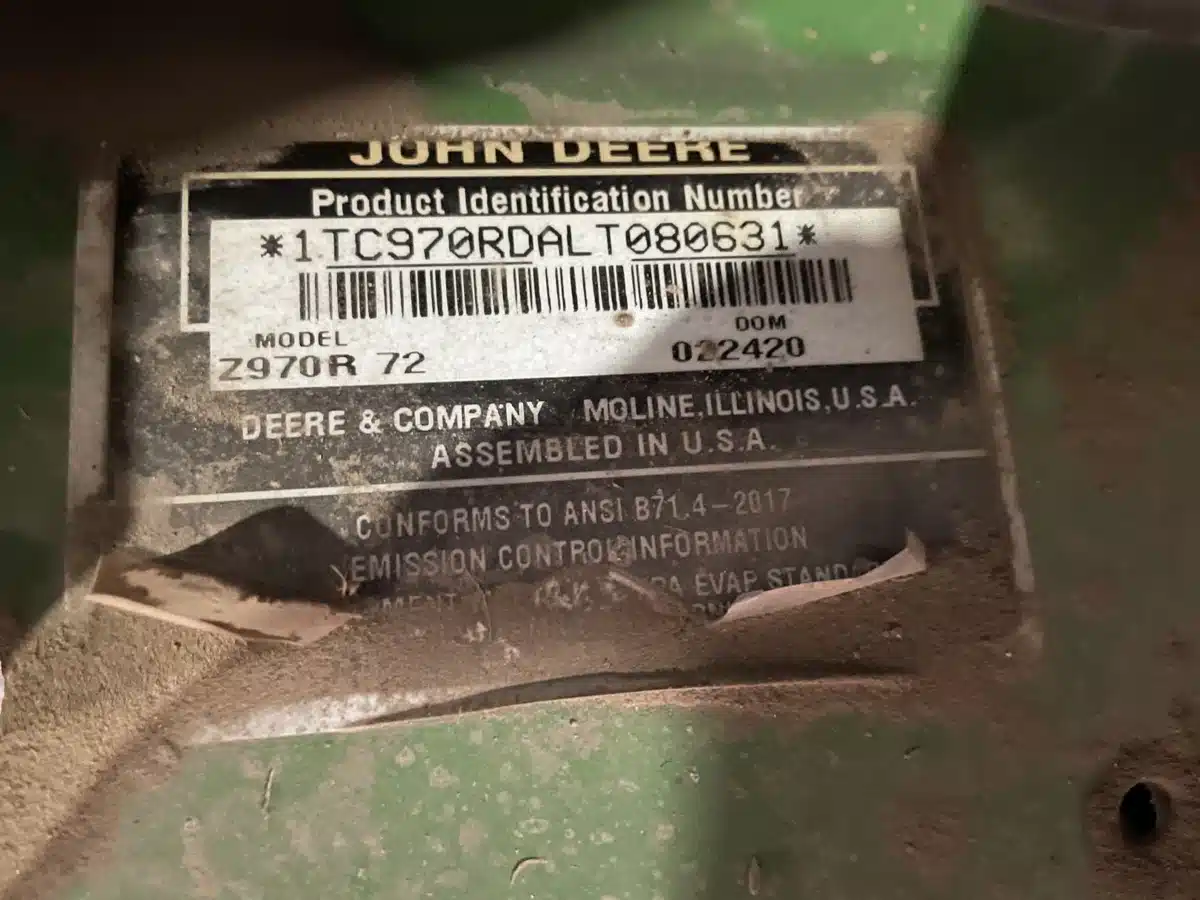 JOHN DEERE
Product Identification Number
*1TC970RDALT080631*
MODEL
DOM
Z970R 72
022420
DEERE & COMPANY MOLINE, ILLINOIS, U.S.A.
ASSEMBLED IN U.S.A.
CONFORMS TO ANSI B71.4-2017
EMISSION CONTROL INFORMATION
EVAP